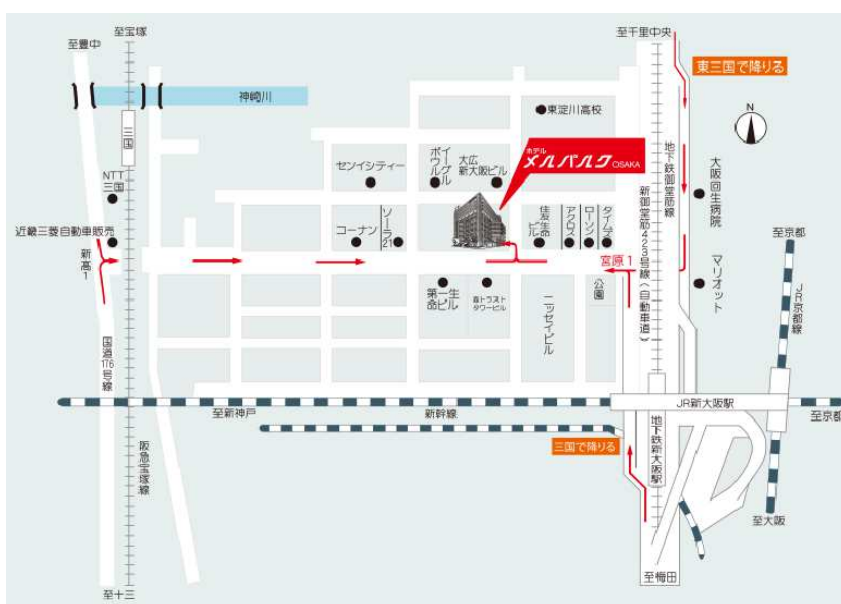 至宝塚
至豊中
至千里中央
東三国で降りる
神崎川
東淀川高校
N
ホテル
メルパルク OSAKA
三国
センイシティー
ボイウールグル
大広
新大阪ビル
NTT
三国
大阪回生病院
地下鉄御堂筋線
新御堂筋423号線(自動車道)
近畿三菱自動車販売
コーナン
ソーラ21
住友生命
ビル
アクロス
ローソン
タイムズ
至京都
新高1
宮原1
マリオット
JR京都線
第一生
命ビル
タワービル
ニッセイビル
公園
国道176号線
JR新大阪駅
至新神戸
新幹線
至京都
三国で降りる
地下鉄新大阪駅
阪急宝塚線
至大阪
至梅田
至十三